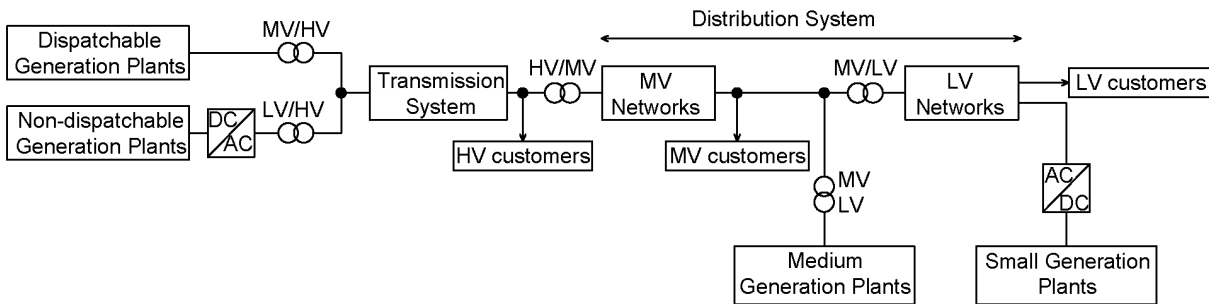 Distribution System
Dispatchable
Generation Plants
MV/HV
Non-dispatchable
Generation Plants
DC
AC
LV/HV
Transmission
System
HV customers
HV/MV
MV
Networks
MV customers
MV/LV
LV
Networks
LV customers
MV
LV
Medium
Generation Plants
AC
DC
Small Generation
Plants